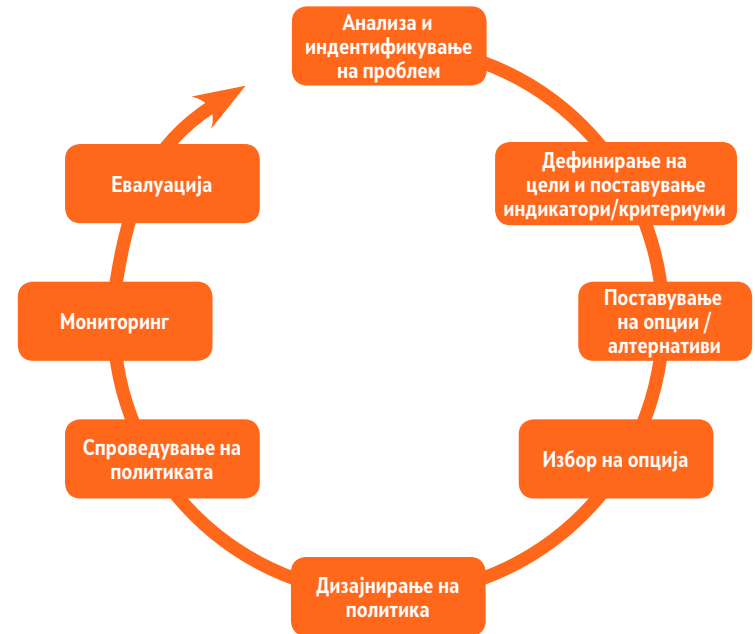 Анализа и
индентификување
на проблем
Дефинирање на
цели и поставување
индикатори/критериуми
Поставување
на опции /
алтернативи
Избор на опција
Дизајнирање на
политика
Спроведување на
политиката
Мониторинг
Евалуација